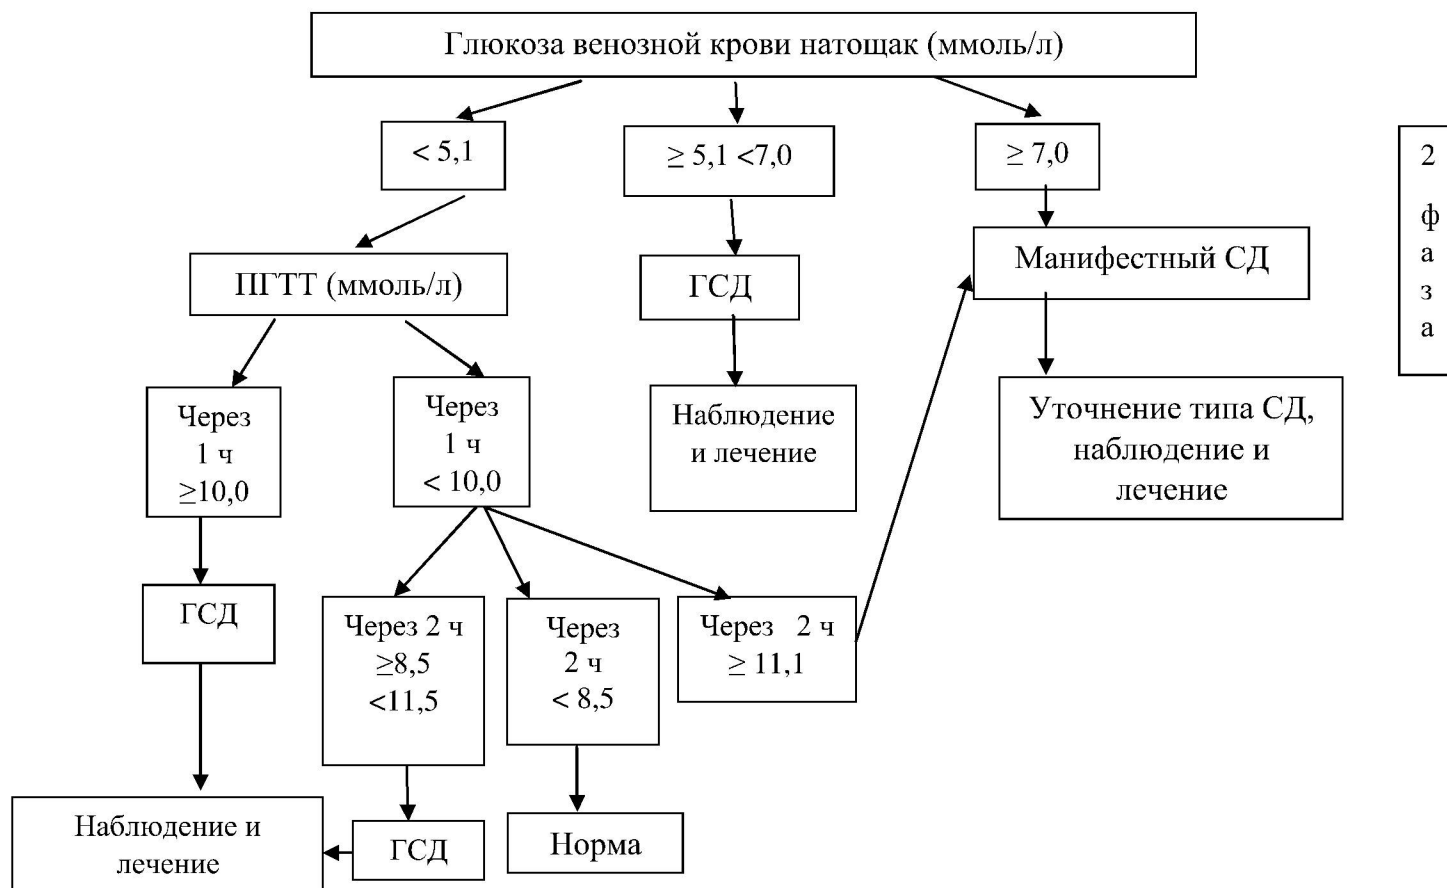 Глюкоза венозной крови натощак (ммоль/л)
< 5,1
≥ 5,1 <7,0
≥ 7,0
2
ф
а
з
а
Манифестный СД
ПГТТ (ммоль/л)
ГСД
Через
1 ч
≥10,0
Через
1 ч
< 10,0
Наблюдение
и лечение
Уточнение типа СД,
наблюдение и
лечение
ГСД
Через 2 ч
≥8,5
<11,5
Через
2 ч
< 8,5
Через 2 ч
≥ 11,1
Наблюдение и
лечение
ГСД
Норма